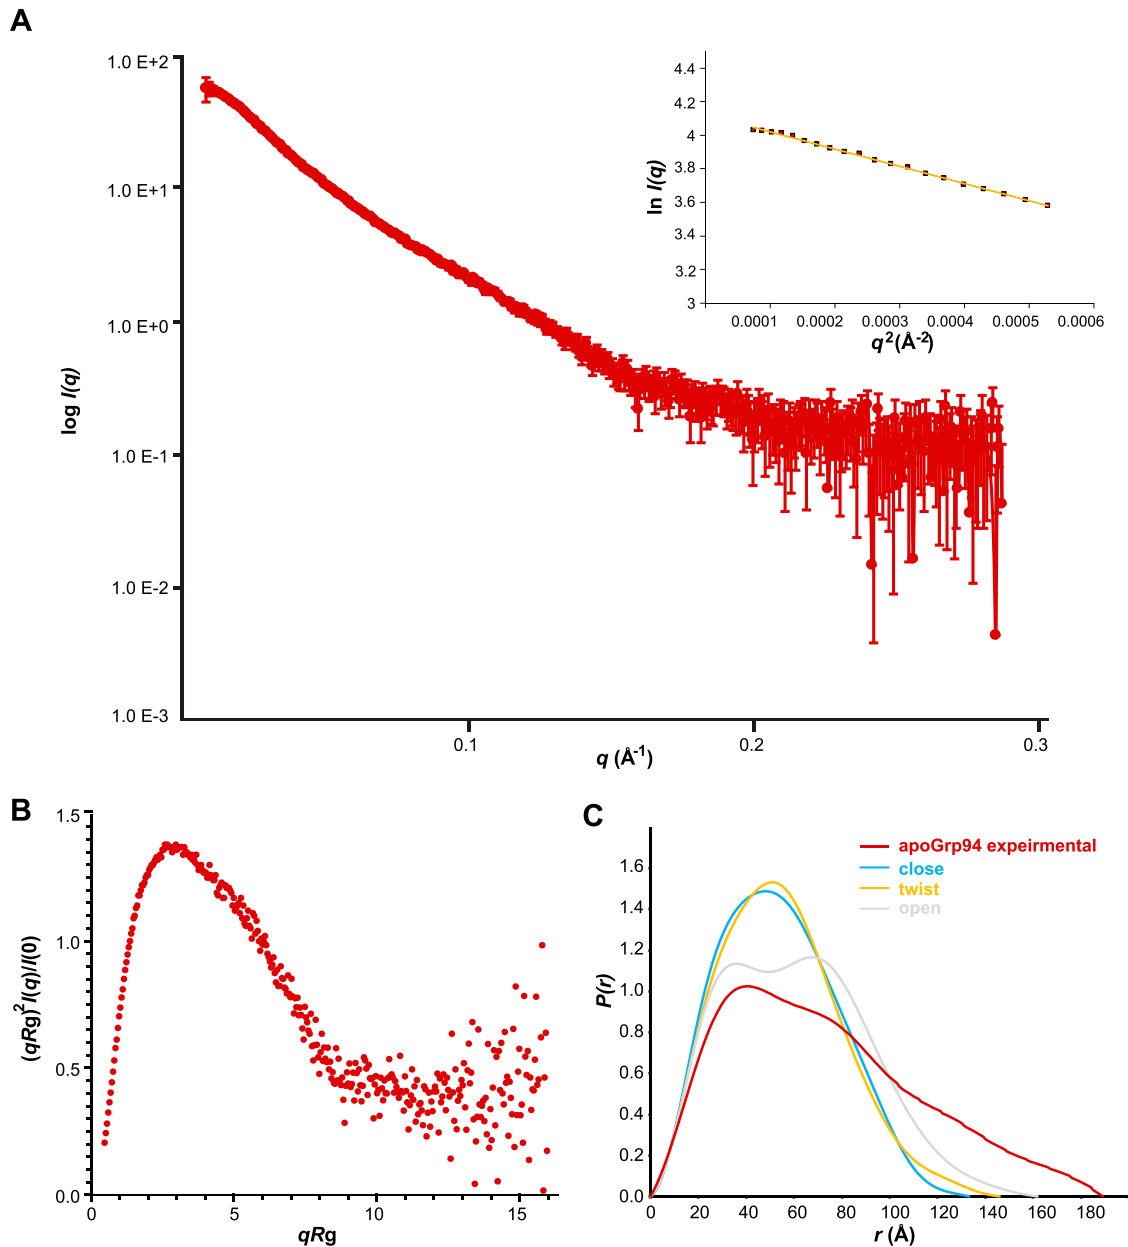 A
1.0 E+2
1.0 E+1
1.0 E+0
1.0 E-1
1.0 E-2
1.0 E-3
log I(q)
0.1
0.2
0.3
q (Å-1)
4.4
4.2
4
3.8
3.6
3.4
3.2
3
ln I(q)
0.0001
0.0002
0.0003
0.0004
0.0005
0.0006
q2(Å-2)
B
1.5
1.0
0.5
0.0
(qRg)2 I(q)/I(0)
0
5
10
15
qRg
C
apoGrp94 expeirmental
close
twist
open
1.6
1.4
1.2
1.0
0.8
0.6
0.4
0.2
0.0
P(r)
0
20
40
60
80
100
120
140
160
180
r (Å)